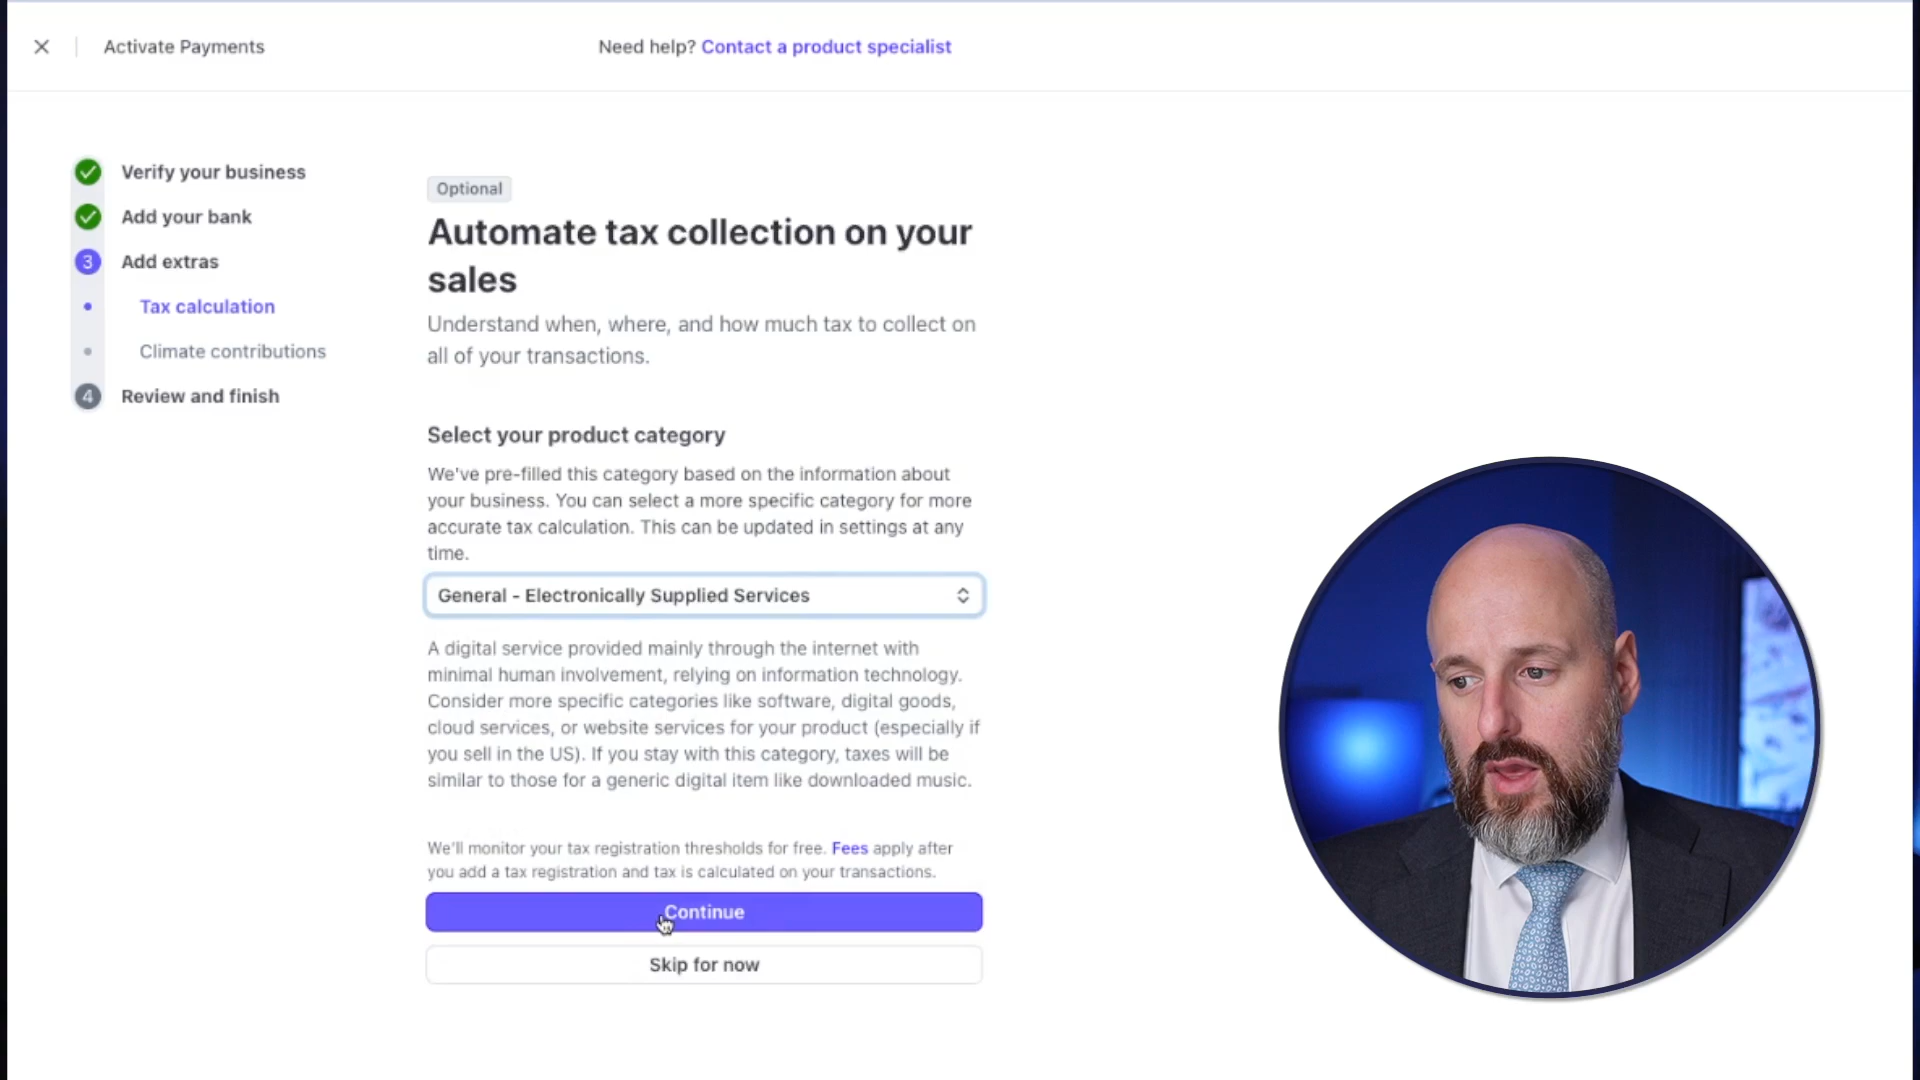 Activate Payments
Need help? Contact a product specialist
Verify your business
Add your bank
3 Add extras
Tax calculation
Climate contributions
4 Review and finish
Optional
Automate tax collection on your
sales
Understand when, where, and how much tax to collect on
all of your transactions.
Select your product category
We've pre-filled this category based on the information about
your business. You can select a more specific category for more
accurate tax calculation. This can be updated in settings at any
time.
General - Electronically Supplied Services
A digital service provided mainly through the internet with
minimal human involvement, relying on information technology.
Consider more specific categories like software, digital goods,
cloud services, or website services for your product (especially if
you sell in the US). If you stay with this category, taxes will be
similar to those for a generic digital item like downloaded music.
We'll monitor your tax registration thresholds for free. Fees apply after
you add a tax registration and tax is calculated on your transactions.
Continue
Skip for now